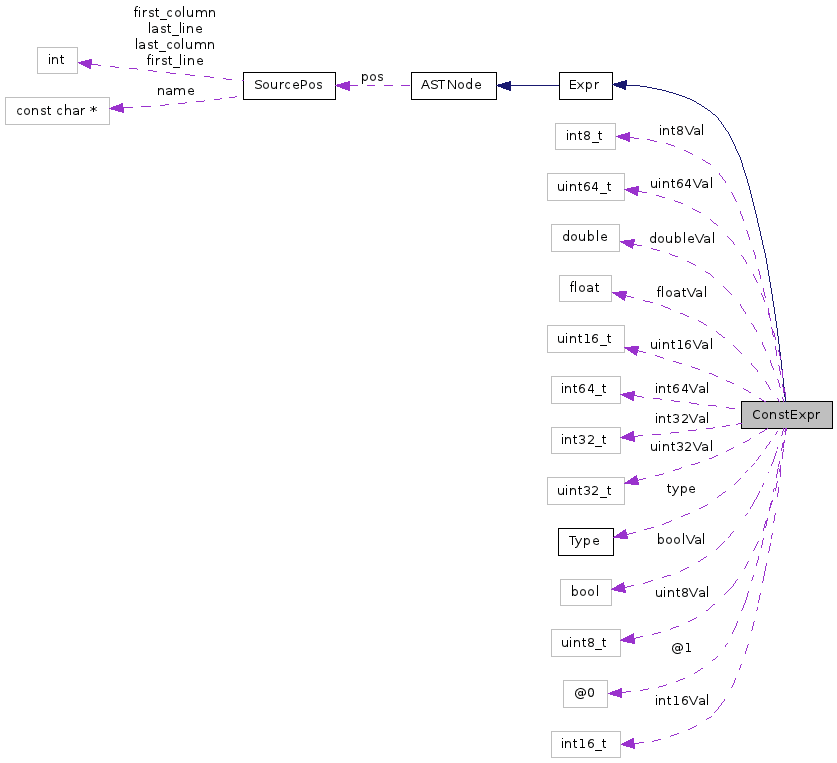 first_column
last_line
last_column
first_line
int
SourcePos
pos
ASTNode
Expr
name
const char *
int8_t
int8Val
uint64_t
uint64Val
double
doubleVal
float
floatVal
uint16_t
uint16Val
int64_t
int64Val
ConstExpr
int32_t
int32Val
uint32_t
uint32Val
type
Type
boolVal
bool
uint8Val
uint8_t
@1
@0
int16Val
int16_t